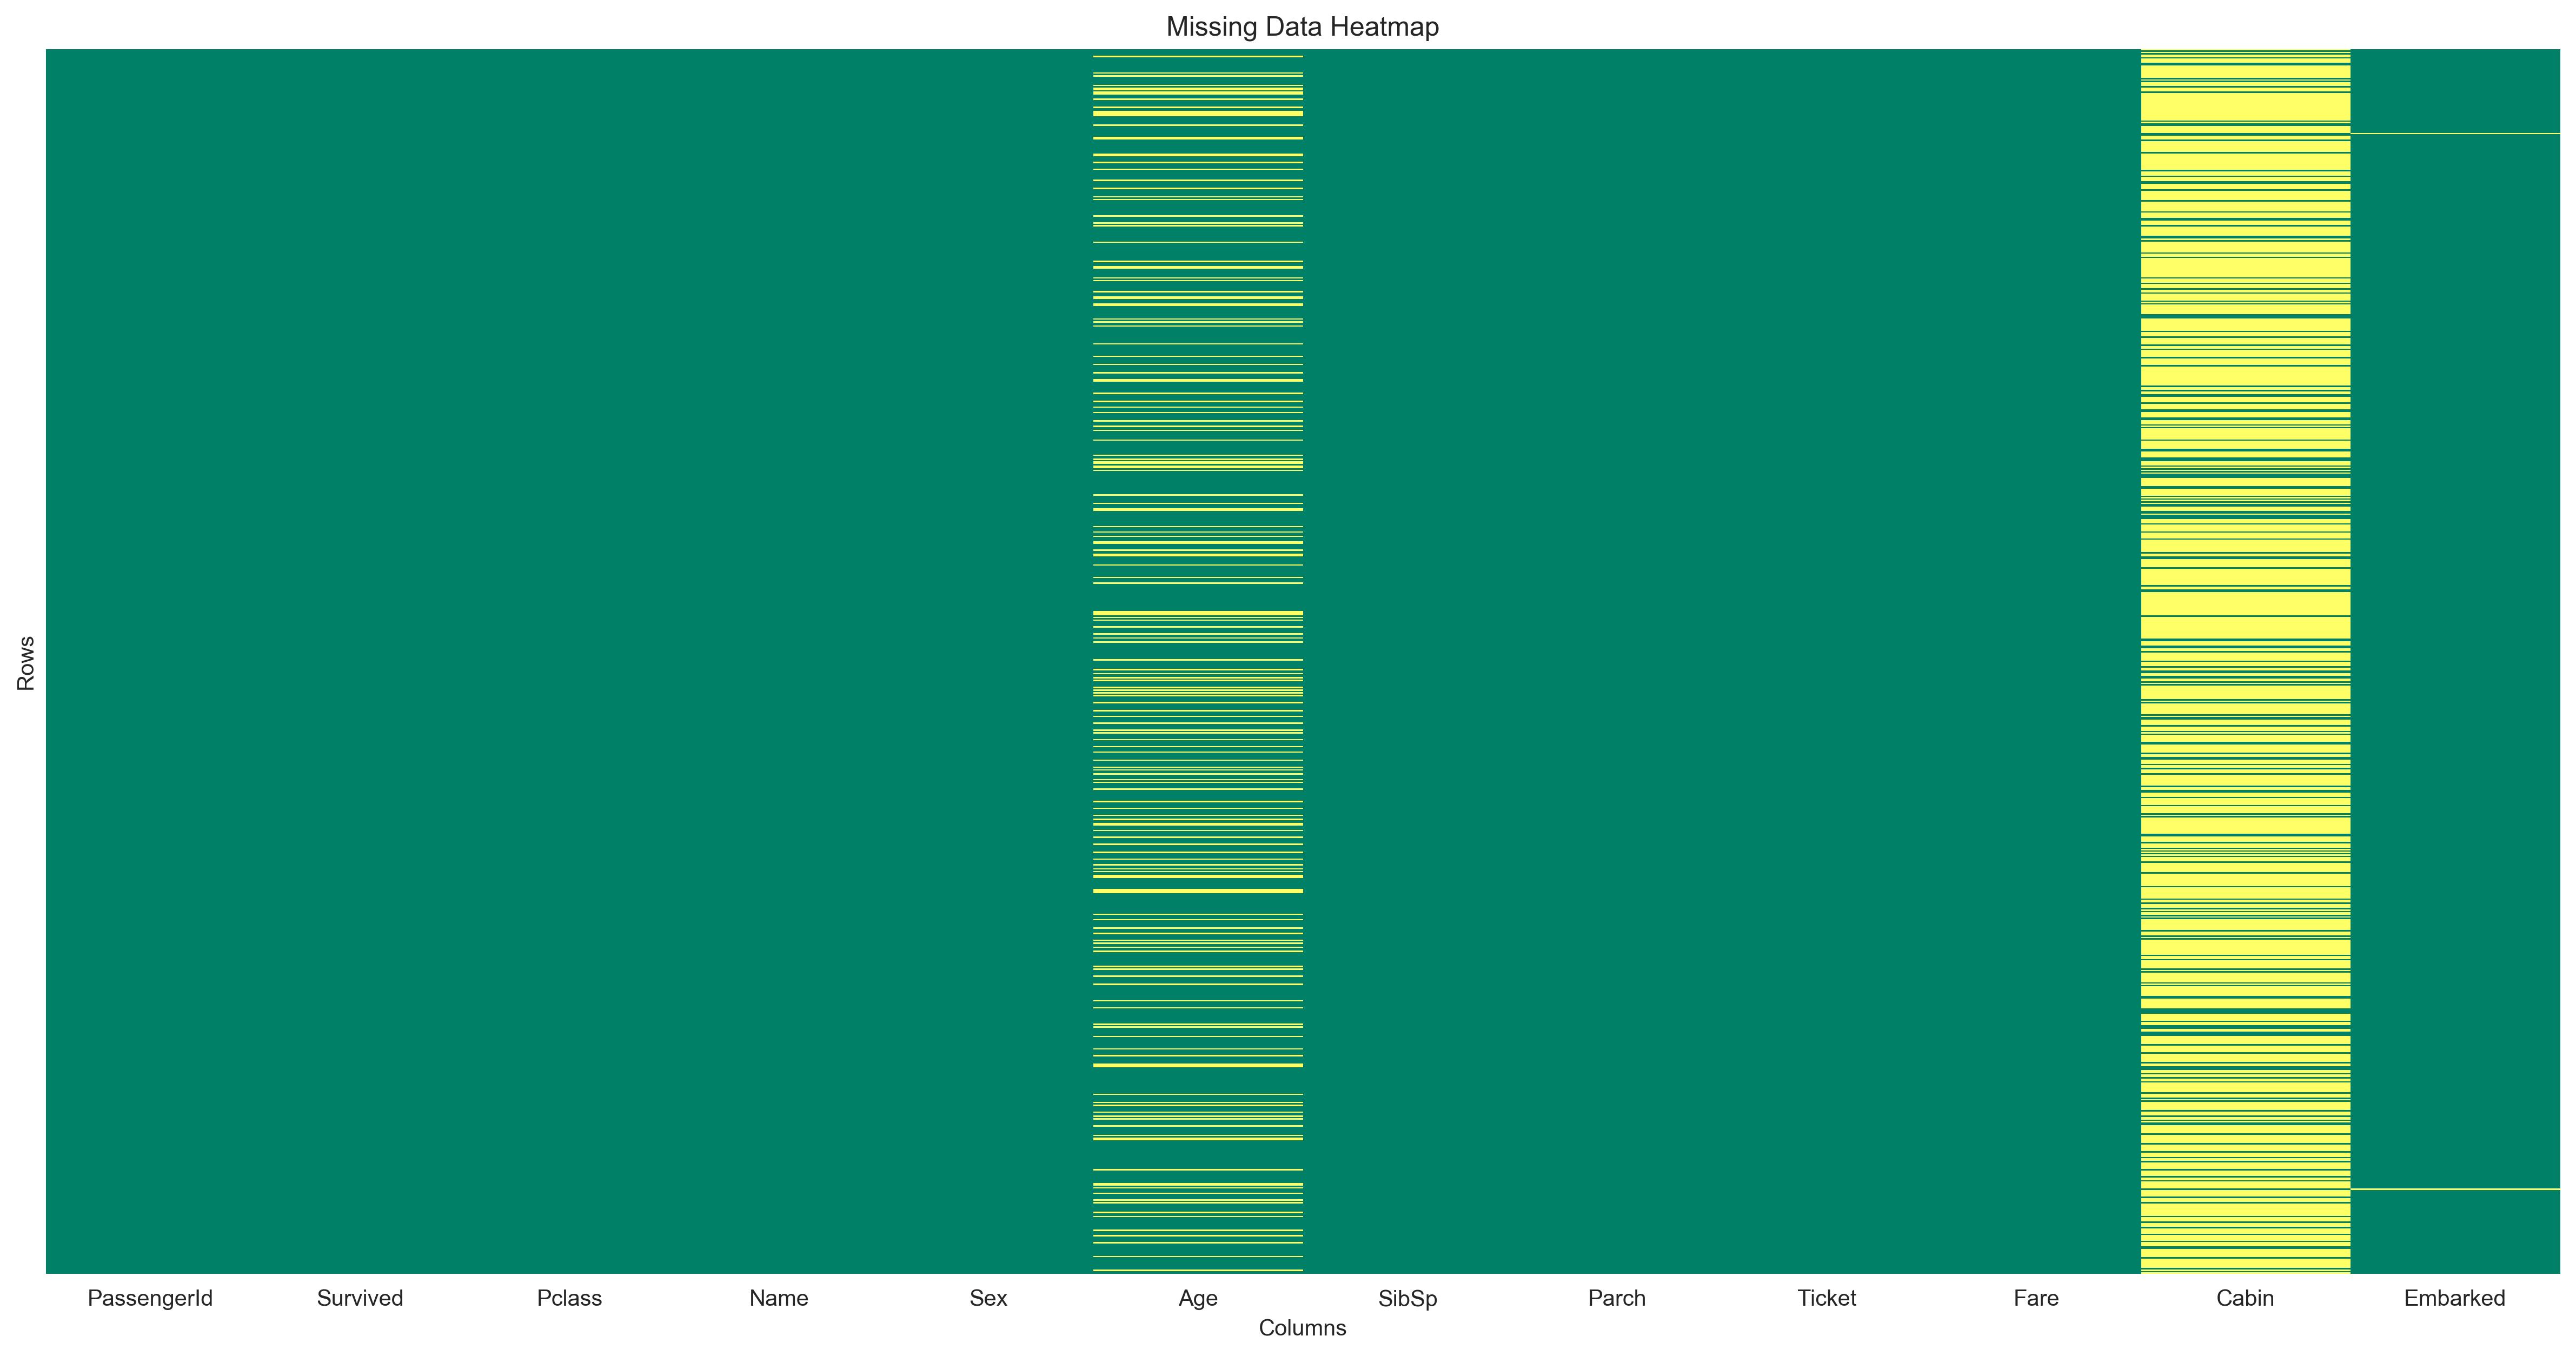 Missing Data Heatmap
Rows
PassengerId Survived Pclass Name Sex Age SibSp Parch Ticket Fare Cabin Embarked
Columns